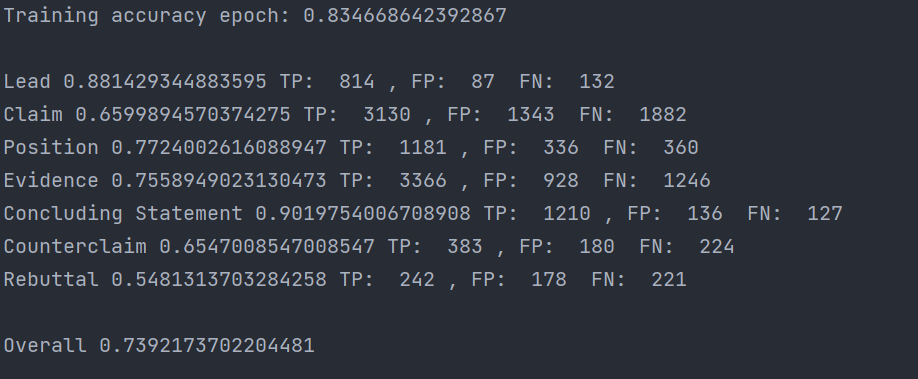 Training accuracy epoch: 0.834668642392867
Lead 0.881429344883595 TP:  814 , FP:  87  FN:  132
Claim 0.6599894570374275 TP:  3130 , FP:  1343  FN:  1882
Position 0.7724002616088947 TP:  1181 , FP:  336  FN:  360
Evidence 0.7558949023130473 TP:  3366 , FP:  928  FN:  1246
Concluding Statement 0.9019754006708908 TP:  1210 , FP:  136  FN:  127
Counterclaim 0.6547008547008547 TP:  383 , FP:  180  FN:  224
Rebuttal 0.5481313703284258 TP:  242 , FP:  178  FN:  221
Overall 0.7392173702204481